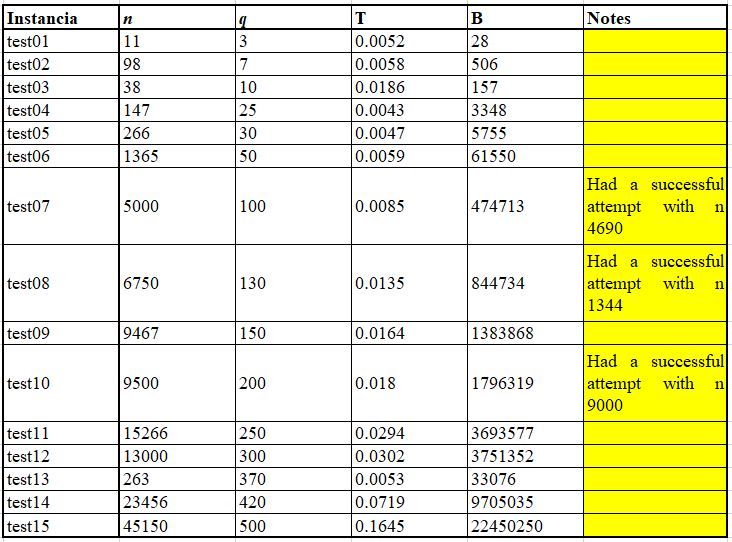 Instancia n q T B Notes
test01 11 3 0.0052 28
test02 98 7 0.0058 506
test03 38 10 0.0186 157
test04 147 25 0.0043 3348
test05 266 30 0.0047 5755
test06 1365 50 0.0059 61550
test07 5000 100 0.0085 474713 Had a successful
attempt with n
4690
test08 6750 130 0.0135 844734 Had a successful
attempt with n
1344
test09 9467 150 0.0164 1383868
test10 9500 200 0.018 1796319 Had a successful
attempt with n
9000
test11 15266 250 0.0294 3693577
test12 13000 300 0.0302 3751352
test13 263 370 0.0053 33076
test14 23456 420 0.0719 9705035
test15 45150 500 0.1645 22450250